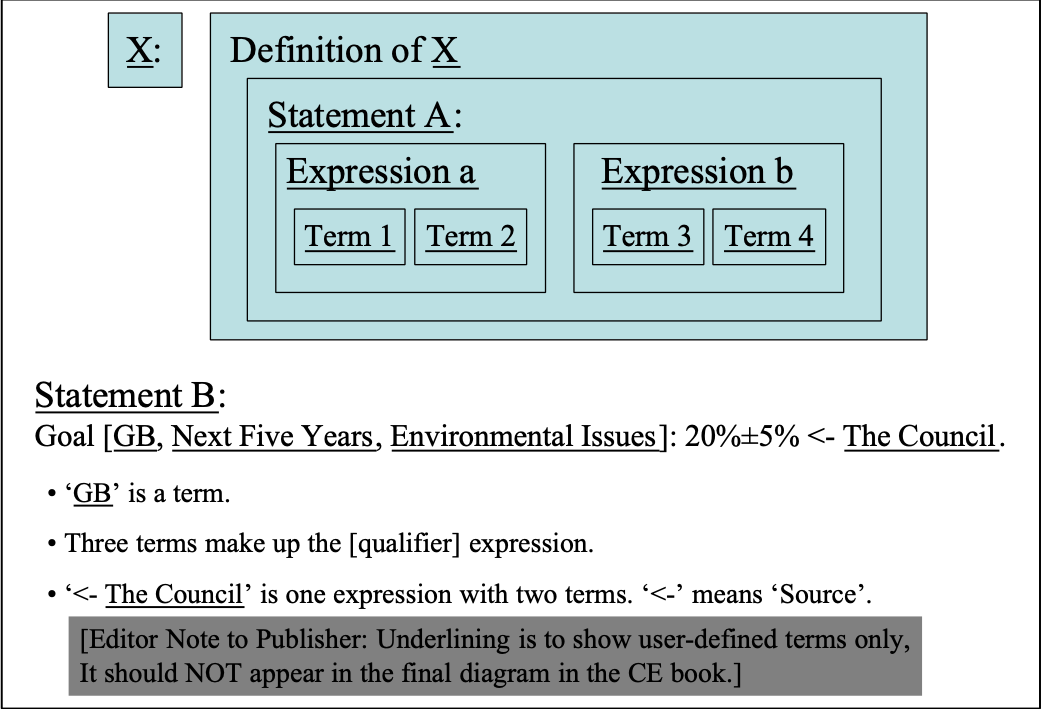 X:
Definition of X
Statement A:
Expression a
Expression b
Term 1
Term 2
Term 3
Term 4
Statement B:
Goal [GB, Next Five Years, Environmental Issues]: 20%±5% <- The Council.
• ‘GB’ is a term.
• Three terms make up the [qualifier] expression.
• ‘<- The Council’ is one expression with two terms. ‘<-’ means ‘Source’.
[Editor Note to Publisher: Underlining is to show user-defined terms only,
It should NOT appear in the final diagram in the CE book.]